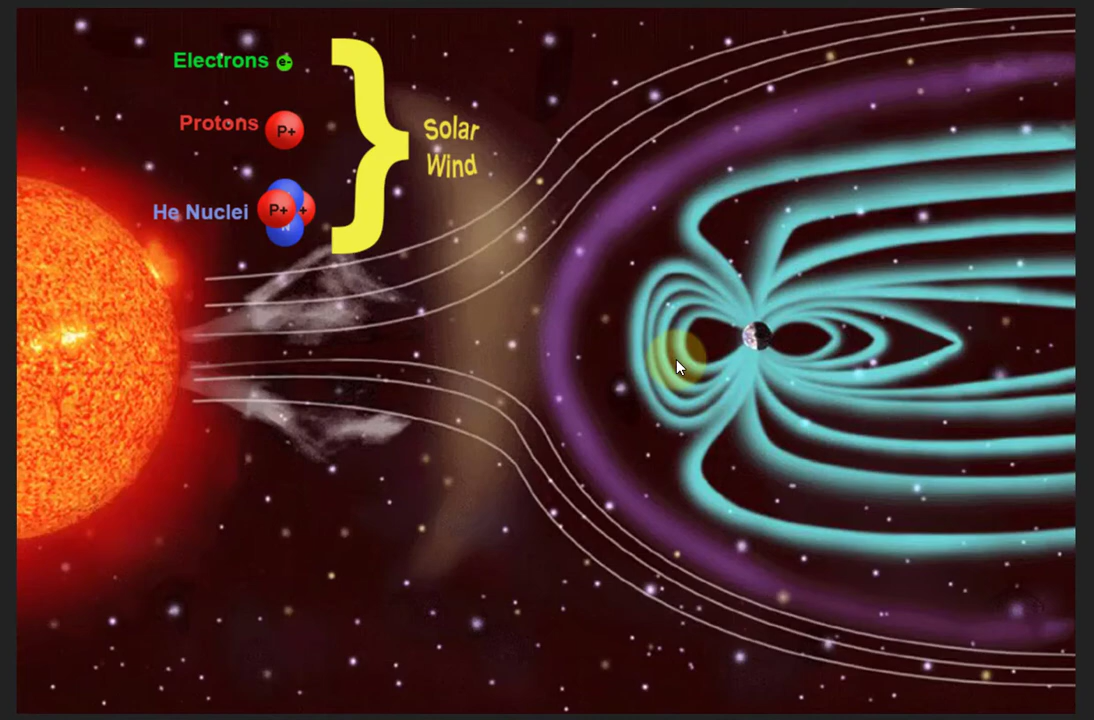 Electrons e-
Protons P+
Solar
Wind
He Nuclei P+ +
N